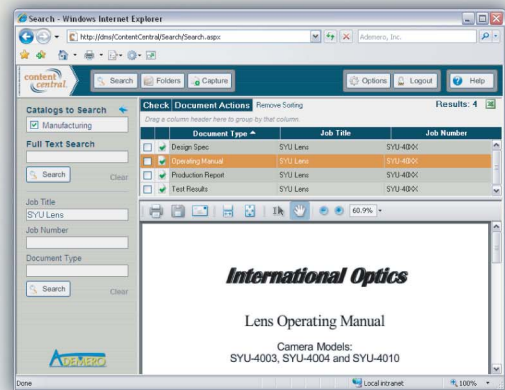 Search - Windows Internet Explorer
http://dms/ContentCentral/Search/Search.aspx
Ademero, Inc.
content central
Search
Folders
Capture
Options
Logout
Help
Catalogs to Search
Manufacturing
Full Text Search
Search
Clear
Job Title
SYU Lens
Job Number
Document Type
Search
Clear
ADEMERO
Check Document Actions Remove Sorting
Results: 4
Drag a column header here to group by that column.
Document Type Job Title Job Number
Design Spec SYU Lens SYU-40XX
Operating Manual SYU Lens SYU-40XX
Production Report SYU Lens SYU-40XX
Test Results SYU Lens SYU-40XX
60.9%
International Optics
Lens Operating Manual
Camera Models:
SYU-4003, SYU-4004 and SYU-4010
Done
Local intranet
100%